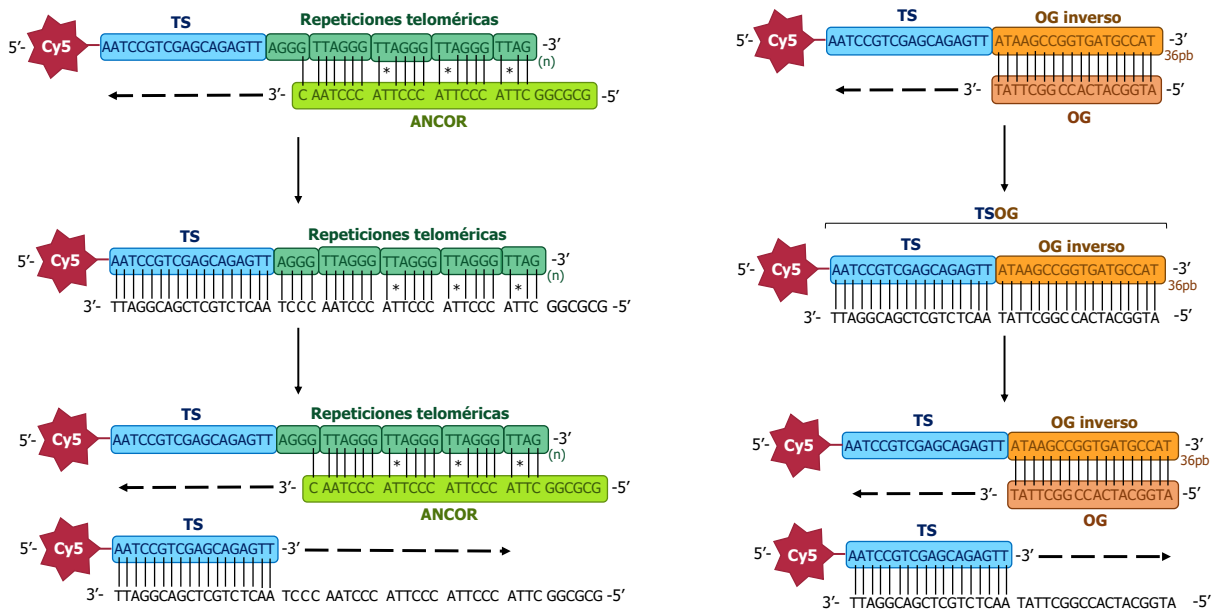 TS Repeticiones teloméricas
5’- Cy5 AATCCGTCGAGCAGAGTT AGGG TTAGGG TTAGGG TTAGGG TTAG -3’
(n)
* * *
3’- C AATCCC ATTCCC ATTCCC ATTC GGCGCG -5’
ANCOR
TS Repeticiones teloméricas
5’- Cy5 AATCCGTCGAGCAGAGTT AGGG TTAGGG TTAGGG TTAGGG TTAG -3’
(n)
* * *
3’- TTAGGCAGCTCGTCTCAA TCCC AATCCC ATTCCC ATTCCC ATTC GGCGCG -5’
TS Repeticiones teloméricas
5’- Cy5 AATCCGTCGAGCAGAGTT AGGG TTAGGG TTAGGG TTAGGG TTAG -3’
(n)
* * *
3’- C AATCCC ATTCCC ATTCCC ATTC GGCGCG -5’
ANCOR
TS
5’- Cy5 AATCCGTCGAGCAGAGTT -3’
3’- TTAGGCAGCTCGTCTCAA TCCC AATCCC ATTCCC ATTCCC ATTC GGCGCG -5’
TS OG inverso
5’- Cy5 AATCCGTCGAGCAGAGTT ATAAGCCGGTGATGCCAT -3’
36pb
3’- TATTCGGCCACTACGGTA -5’
OG
TSOG
TS OG inverso
5’- Cy5 AATCCGTCGAGCAGAGTT ATAAGCCGGTGATGCCAT -3’
36pb
3’- TTAGGCAGCTCGTCTCAA TATTCGGCCACTACGGTA -5’
TS OG inverso
5’- Cy5 AATCCGTCGAGCAGAGTT ATAAGCCGGTGATGCCAT -3’
36pb
3’- TATTCGGCCACTACGGTA -5’
TS OG
5’- Cy5 AATCCGTCGAGCAGAGTT -3’
3’- TTAGGCAGCTCGTCTCAA TATTCGGCCACTACGGTA -5’